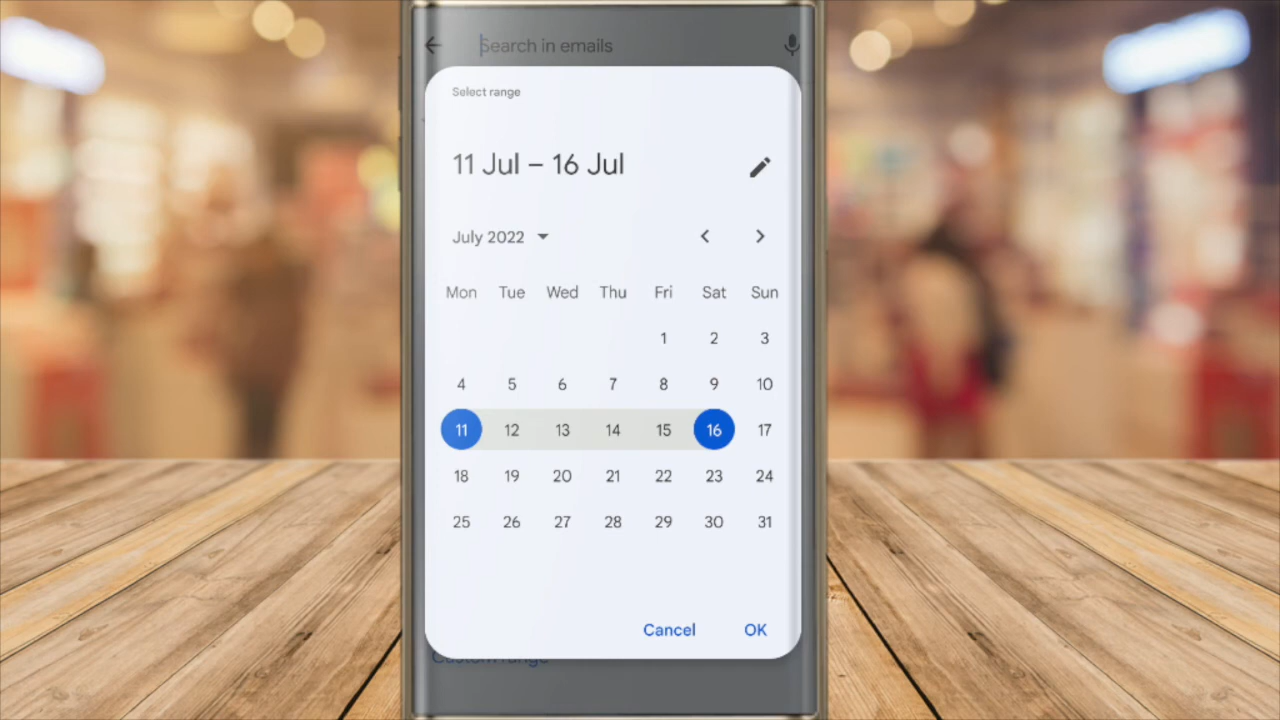 Search in emails
Select range
11 Jul – 16 Jul
July 2022
Mon Tue Wed Thu Fri Sat Sun
1 2 3
4 5 6 7 8 9 10
11 12 13 14 15 16 17
18 19 20 21 22 23 24
25 26 27 28 29 30 31
Cancel OK
Custom range